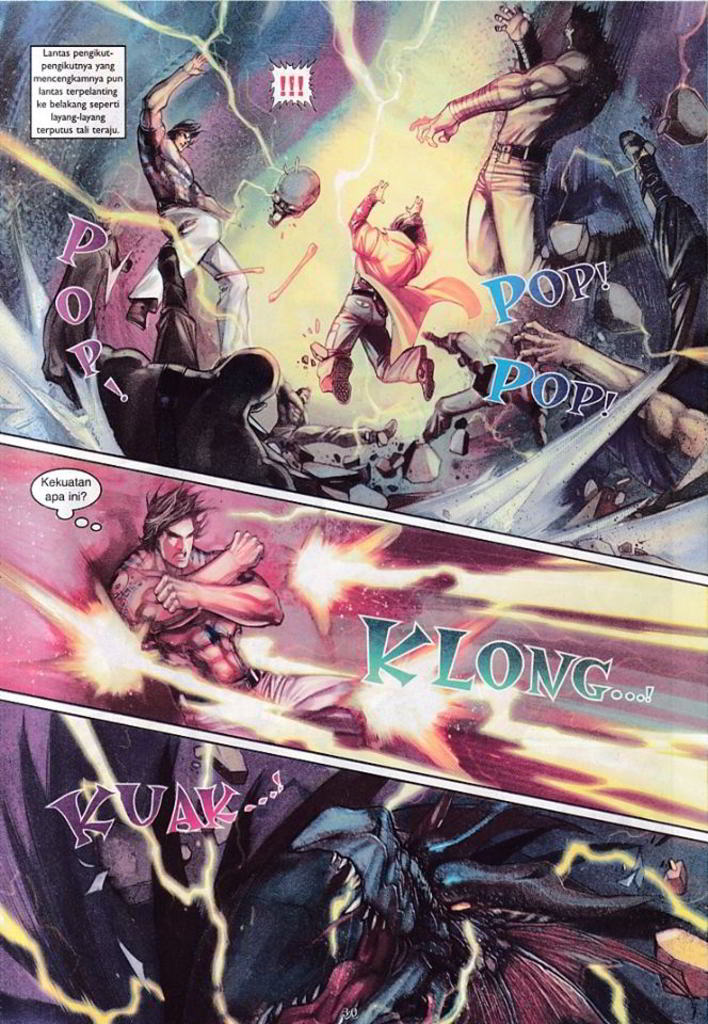 Lantas pengikut-
pengikutnya yang
mencengkamnya pun
lantas terpelanting
ke belakang seperti
layang-layang
terputus tali teraju.
!!!
POP!
POP!
POP!
Kekuatan
apa ini?
KLONG...!
KUAK...!
30